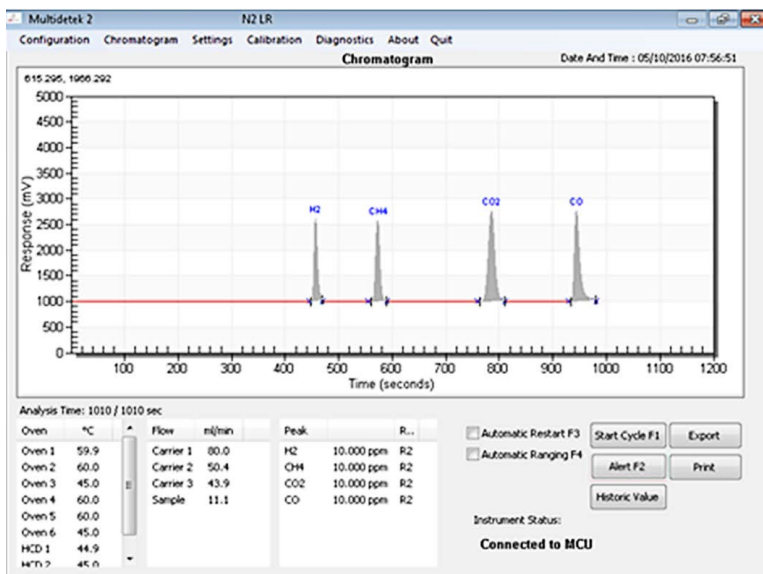 Multidetek 2 N2 LR
Configuration Chromatogram Settings Calibration Diagnostics About Quit
Chromatogram Date And Time : 05/10/2016 07:56:51
615.295, 1966.292
5000
4500
4000
3500
3000
2500
2000
1500
1000
500
0
Response (mV)
H2 CH4 CO2 CO
100 200 300 400 500 600 700 800 900 1000 1100 1200
Time (seconds)
Analysis Time: 1010 / 1010 sec
Oven °C Flow ml/min Peak R...
Oven 1 59.9 Carrier 1 80.0 H2 10.000 ppm R2
Oven 2 60.0 Carrier 2 50.4 CH4 10.000 ppm R2
Oven 3 45.0 Carrier 3 43.9 CO2 10.000 ppm R2
Oven 4 60.0 Sample 11.1 CO 10.000 ppm R2
Oven 5 60.0
Oven 6 45.0
HCD 1 44.9
HCD 2 45.0
Automatic Restart F3 Start Cycle F1 Export
Automatic Ranging F4 Alert F2 Print
Historic Value
Instrument Status:
Connected to MCU